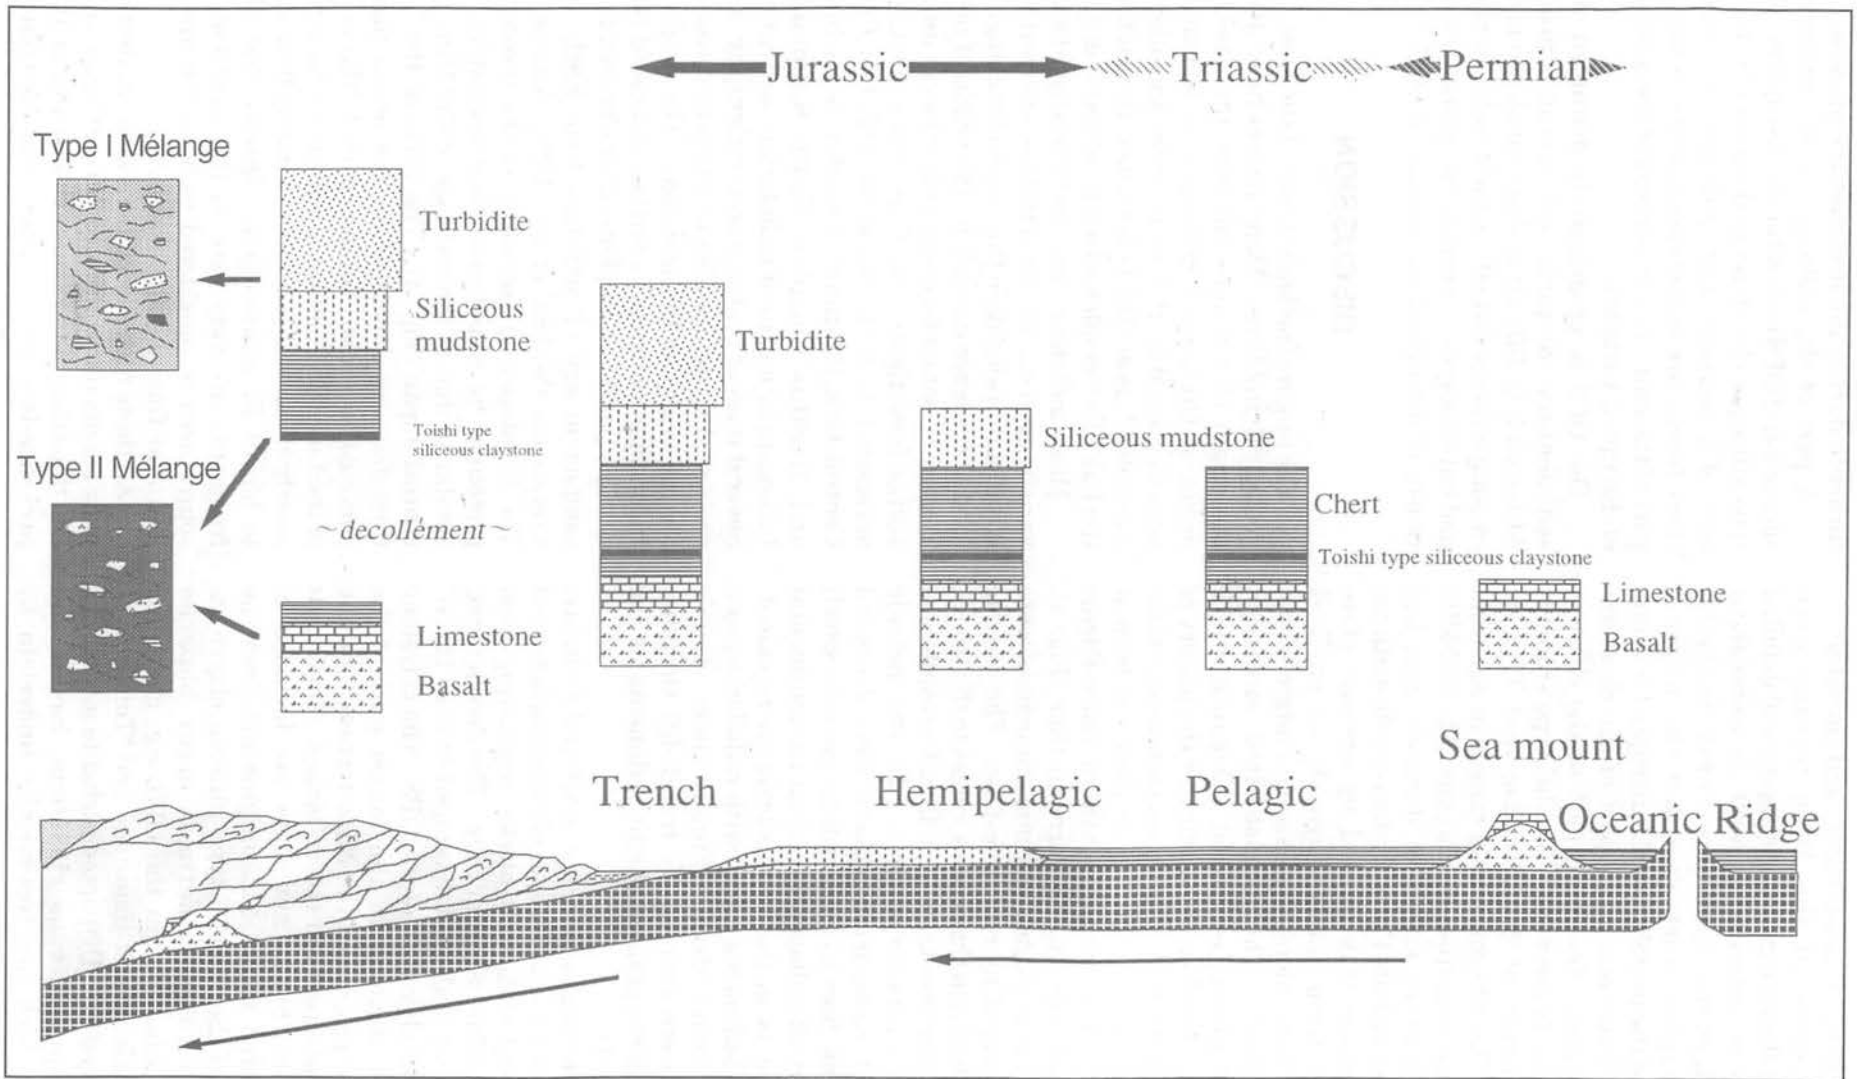 Jurassic
Triassic
Permian
Type I Mélange
Turbidite
Siliceous
mudstone
Toishi type
siliceous claystone
Type II Mélange
~decollément~
Limestone
Basalt
Turbidite
Siliceous mudstone
Chert
Toishi type siliceous claystone
Limestone
Basalt
Trench
Hemipelagic
Pelagic
Sea mount
Oceanic Ridge